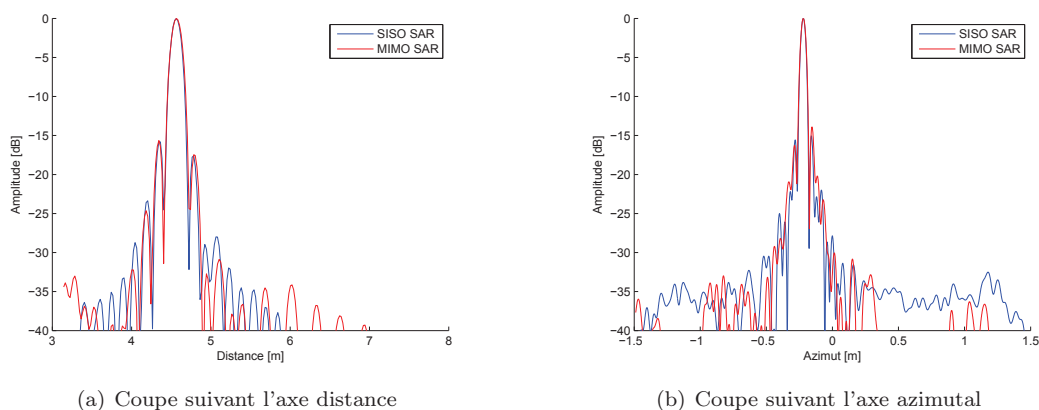 0
−5
−10
−15
−20
−25
−30
−35
−40
Amplitude [dB]
3 4 5 6 7 8
Distance [m]
SISO SAR
MIMO SAR
(a) Coupe suivant l'axe distance
0
−5
−10
−15
−20
−25
−30
−35
−40
Amplitude [dB]
−1.5 −1 −0.5 0 0.5 1 1.5
Azimut [m]
SISO SAR
MIMO SAR
(b) Coupe suivant l'axe azimutal